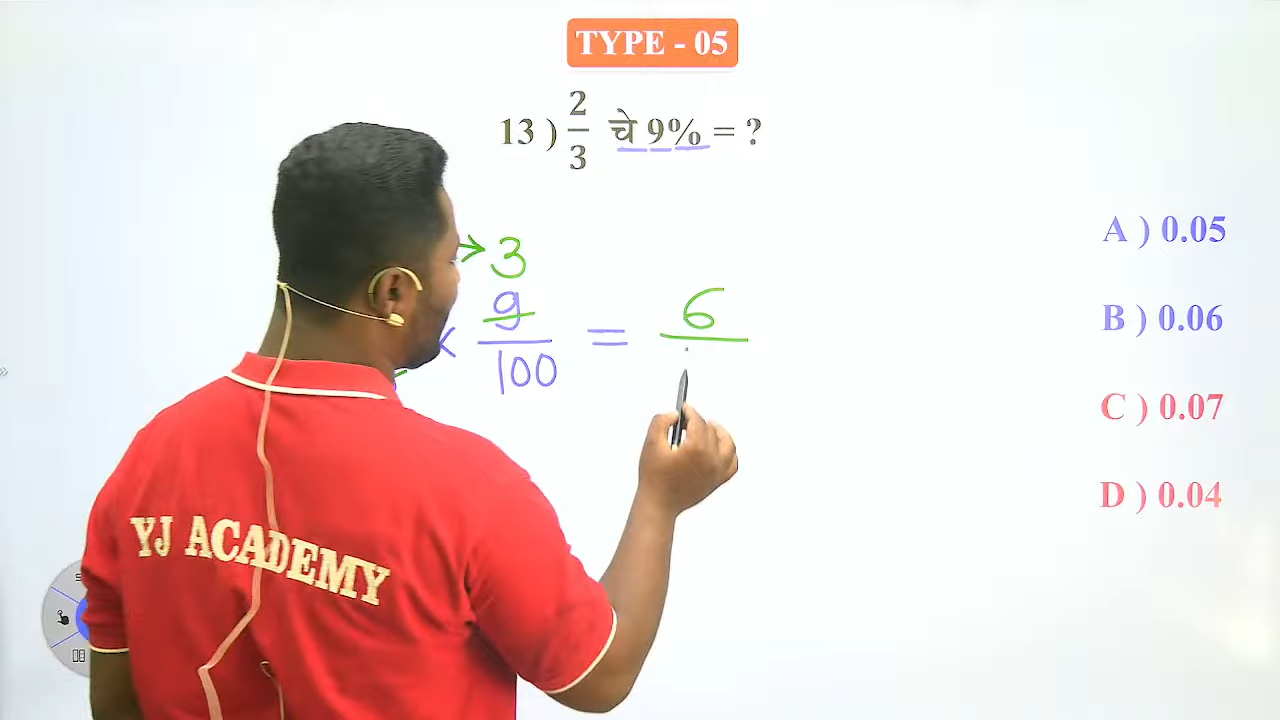 TYPE - 05
13 ) 2/3 चे 9% = ?
→ 3
× 9/100 = 6
A ) 0.05
B ) 0.06
C ) 0.07
D ) 0.04
YJ ACADEMY